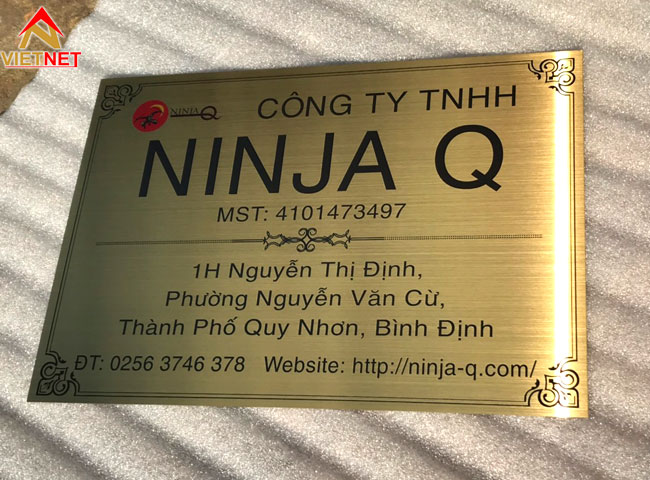 VIETNET
NINJA Q CÔNG TY TNHH
NINJA Q
MST: 4101473497
1H Nguyễn Thị Định,
Phường Nguyễn Văn Cừ,
Thành Phố Quy Nhơn, Bình Định
ĐT: 0256 3746 378 Website: http://ninja-q.com/